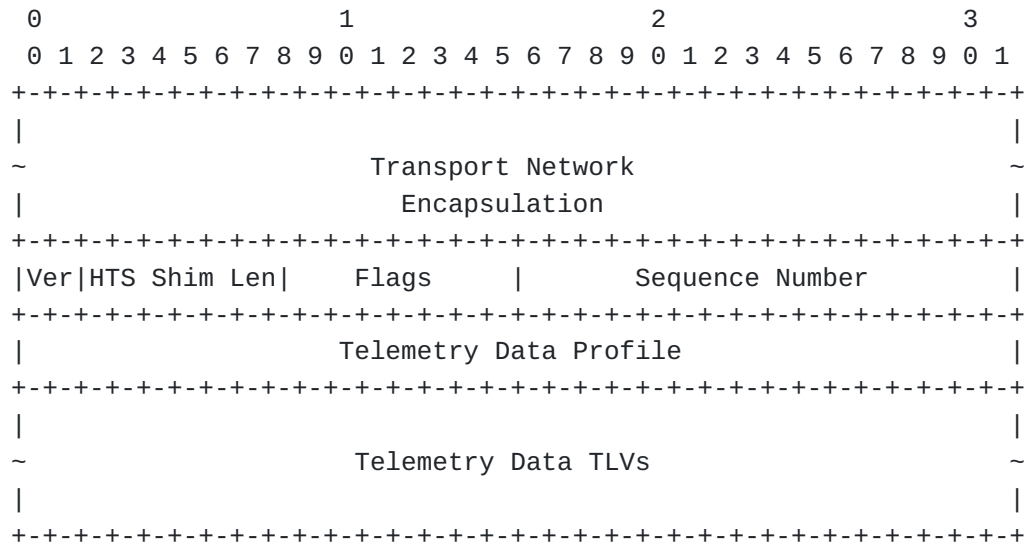 0                   1                   2                   3
 0 1 2 3 4 5 6 7 8 9 0 1 2 3 4 5 6 7 8 9 0 1 2 3 4 5 6 7 8 9 0 1
+-+-+-+-+-+-+-+-+-+-+-+-+-+-+-+-+-+-+-+-+-+-+-+-+-+-+-+-+-+-+-+-+
|                                                               |
~                      Transport Network                        ~
|                        Encapsulation                          |
+-+-+-+-+-+-+-+-+-+-+-+-+-+-+-+-+-+-+-+-+-+-+-+-+-+-+-+-+-+-+-+-+
|Ver|HTS Shim Len|    Flags     |       Sequence Number         |
+-+-+-+-+-+-+-+-+-+-+-+-+-+-+-+-+-+-+-+-+-+-+-+-+-+-+-+-+-+-+-+-+
|                    Telemetry Data Profile                     |
+-+-+-+-+-+-+-+-+-+-+-+-+-+-+-+-+-+-+-+-+-+-+-+-+-+-+-+-+-+-+-+-+
|                                                               |
~                     Telemetry Data TLVs                       ~
|                                                               |
+-+-+-+-+-+-+-+-+-+-+-+-+-+-+-+-+-+-+-+-+-+-+-+-+-+-+-+-+-+-+-+-+